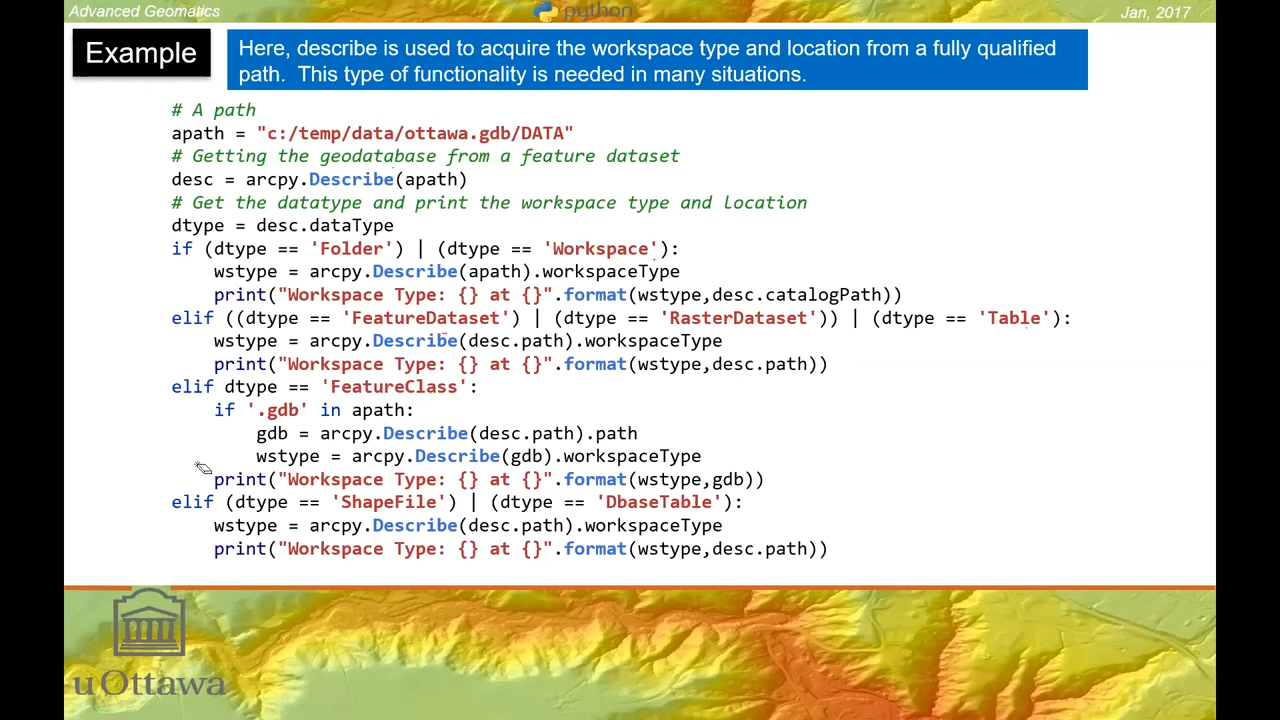 Advanced Geomatics
python
Jan, 2017
Example
Here, describe is used to acquire the workspace type and location from a fully qualified
path.  This type of functionality is needed in many situations.
# A path
apath = "c:/temp/data/ottawa.gdb/DATA"
# Getting the geodatabase from a feature dataset
desc = arcpy.Describe(apath)
# Get the datatype and print the workspace type and location
dtype = desc.dataType
if (dtype == 'Folder') | (dtype == 'Workspace'):
    wstype = arcpy.Describe(apath).workspaceType
    print("Workspace Type: {} at {}".format(wstype,desc.catalogPath))
elif ((dtype == 'FeatureDataset') | (dtype == 'RasterDataset')) | (dtype == 'Table'):
    wstype = arcpy.Describe(desc.path).workspaceType
    print("Workspace Type: {} at {}".format(wstype,desc.path))
elif dtype == 'FeatureClass':
    if '.gdb' in apath:
        gdb = arcpy.Describe(desc.path).path
        wstype = arcpy.Describe(gdb).workspaceType
    print("Workspace Type: {} at {}".format(wstype,gdb))
elif (dtype == 'ShapeFile') | (dtype == 'DbaseTable'):
    wstype = arcpy.Describe(desc.path).workspaceType
    print("Workspace Type: {} at {}".format(wstype,desc.path))
uOttawa